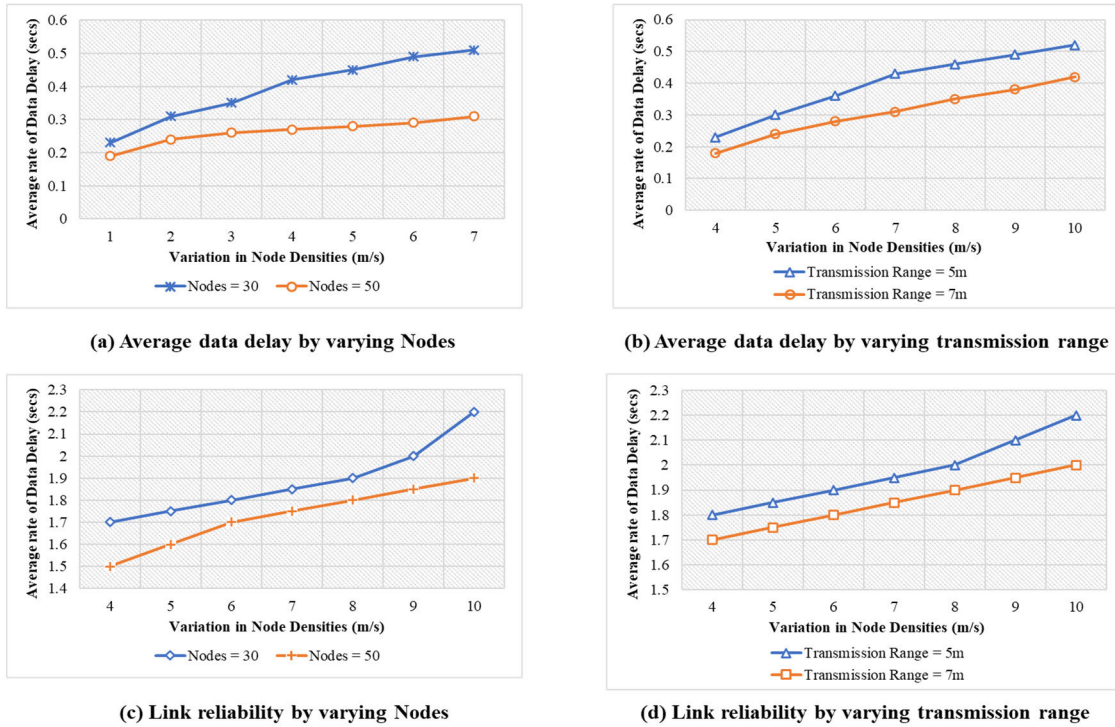 Average rate of Data Delay (secs)
0.6
0.5
0.4
0.3
0.2
0.1
0
1 2 3 4 5 6 7
Variation in Node Densities (m/s)
Nodes = 30 Nodes = 50
(a) Average data delay by varying Nodes
Average rate of Data Delay (secs)
0.6
0.5
0.4
0.3
0.2
0.1
0
4 5 6 7 8 9 10
Variation in Node Densities (m/s)
Transmission Range = 5m
Transmission Range = 7m
(b) Average data delay by varying transmission range
Average rate of Data Delay (secs)
2.3
2.2
2.1
2
1.9
1.8
1.7
1.6
1.5
1.4
4 5 6 7 8 9 10
Variation in Node Densities (m/s)
Nodes = 30 Nodes = 50
(c) Link reliability by varying Nodes
Average rate of Data Delay (secs)
2.3
2.2
2.1
2
1.9
1.8
1.7
1.6
1.5
4 5 6 7 8 9 10
Variation in Node Densities (m/s)
Transmission Range = 5m
Transmission Range = 7m
(d) Link reliability by varying transmission range